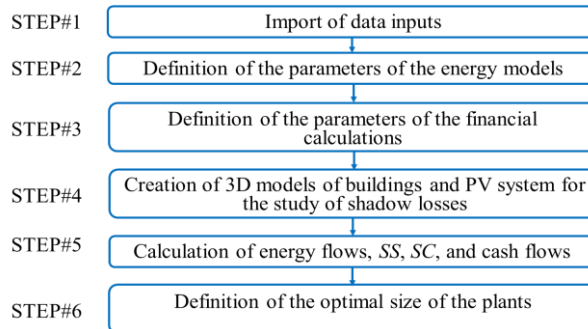 STEP#1
Import of data inputs
STEP#2
Definition of the parameters of the energy models
STEP#3
Definition of the parameters of the financial
calculations
STEP#4
Creation of 3D models of buildings and PV system for
the study of shadow losses
STEP#5
Calculation of energy flows, SS, SC, and cash flows
STEP#6
Definition of the optimal size of the plants